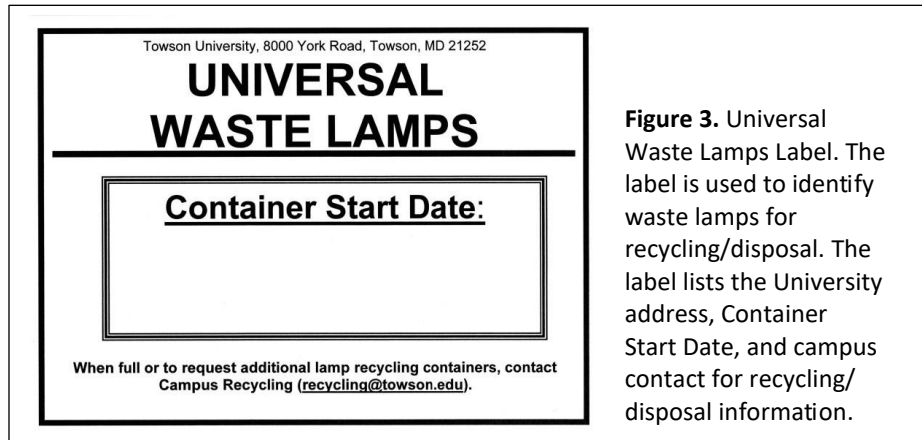 Towson University, 8000 York Road, Towson, MD 21252
UNIVERSAL
WASTE LAMPS
Container Start Date:
When full or to request additional lamp recycling containers, contact
Campus Recycling (recycling@towson.edu).
Figure 3. Universal
Waste Lamps Label. The
label is used to identify
waste lamps for
recycling/disposal. The
label lists the University
address, Container
Start Date, and campus
contact for recycling/
disposal information.